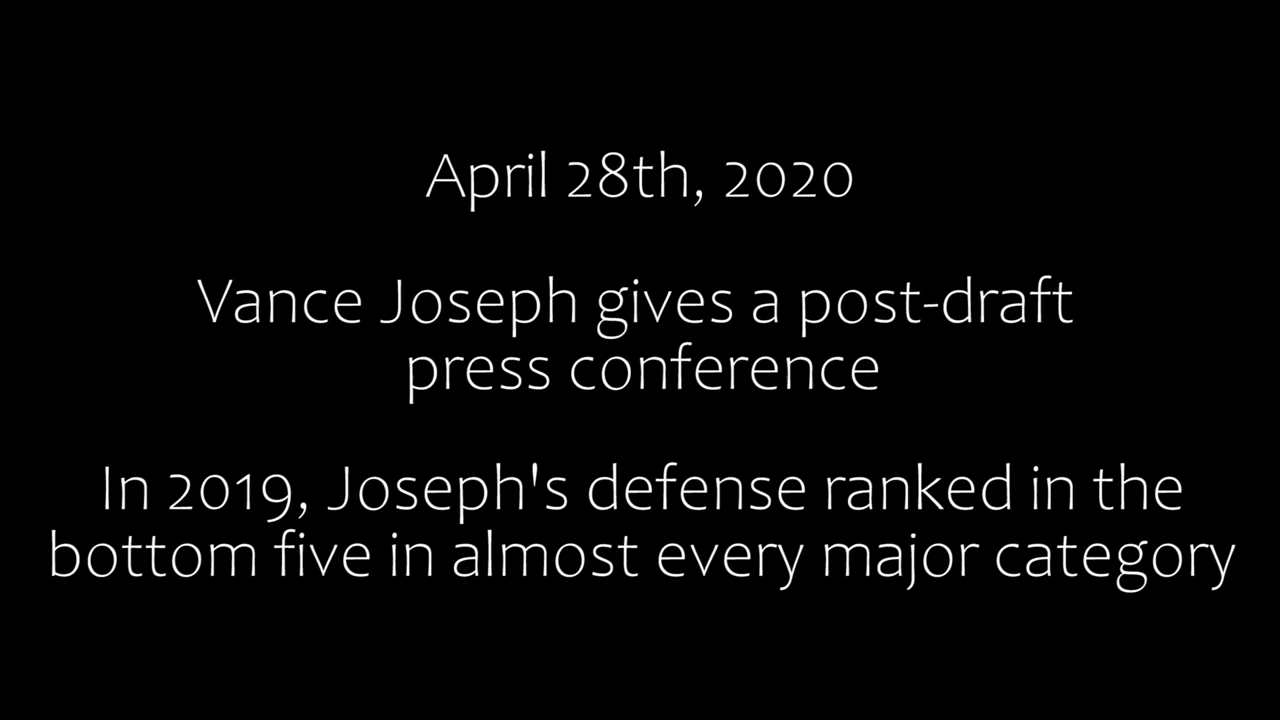 April 28th, 2020
Vance Joseph gives a post-draft
press conference
In 2019, Joseph's defense ranked in the
bottom five in almost every major category